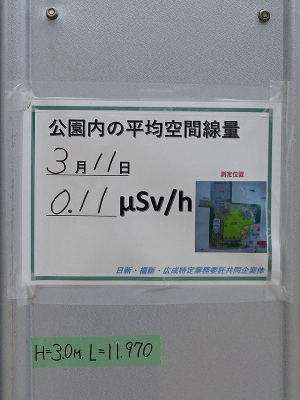 公園内の平均空間線量
3月11日
測定位置
0.11 μSv/h
日新・福新・広成特定業務委託共同企業体
H=3.0m. L=11.970